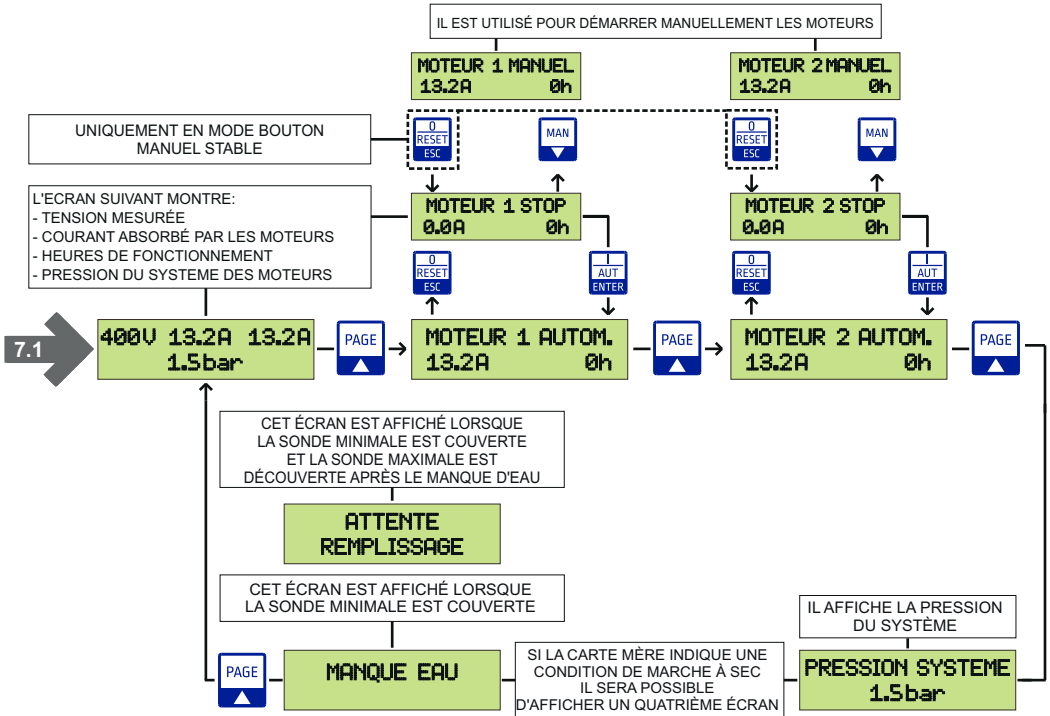 IL EST UTILISÉ POUR DÉMARRER MANUELLEMENT LES MOTEURS
MOTEUR 1 MANUEL
13.2A 0h
MOTEUR 2 MANUEL
13.2A 0h
UNIQUEMENT EN MODE BOUTON
MANUEL STABLE
0
RESET
ESC
MAN
0
RESET
ESC
MAN
L'ECRAN SUIVANT MONTRE:
- TENSION MESURÉE
- COURANT ABSORBÉ PAR LES MOTEURS
- HEURES DE FONCTIONNEMENT
- PRESSION DU SYSTEME DES MOTEURS
MOTEUR 1 STOP
0.0A 0h
MOTEUR 2 STOP
0.0A 0h
0
RESET
ESC
I
AUT
ENTER
0
RESET
ESC
I
AUT
ENTER
7.1
400V 13.2A 13.2A
1.5bar
PAGE
MOTEUR 1 AUTOM.
13.2A 0h
PAGE
MOTEUR 2 AUTOM.
13.2A 0h
PAGE
CET ÉCRAN EST AFFICHÉ LORSQUE
LA SONDE MINIMALE EST COUVERTE
ET LA SONDE MAXIMALE EST
DÉCOUVERTE APRÈS LE MANQUE D'EAU
ATTENTE
REMPLISSAGE
CET ÉCRAN EST AFFICHÉ LORSQUE
LA SONDE MINIMALE EST COUVERTE
IL AFFICHE LA PRESSION
DU SYSTÈME
PAGE
MANQUE EAU
SI LA CARTE MÈRE INDIQUE UNE
CONDITION DE MARCHE À SEC
IL SERA POSSIBLE
D'AFFICHER UN QUATRIÈME ÉCRAN
PRESSION SYSTEME
1.5bar